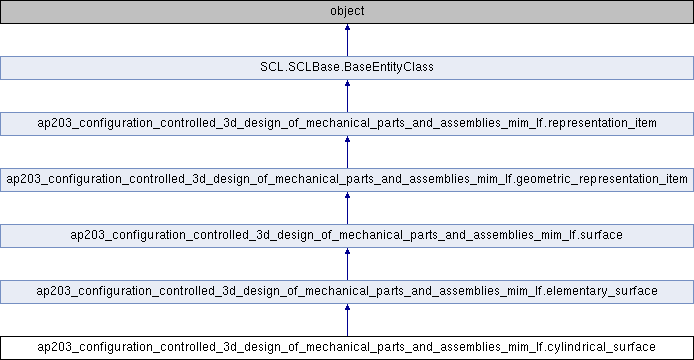 object
SCL.SCLBase.BaseEntityClass
ap203_configuration_controlled_3d_design_of_mechanical_parts_and_assemblies_mim_lf.representation_item
ap203_configuration_controlled_3d_design_of_mechanical_parts_and_assemblies_mim_lf.geometric_representation_item
ap203_configuration_controlled_3d_design_of_mechanical_parts_and_assemblies_mim_lf.surface
ap203_configuration_controlled_3d_design_of_mechanical_parts_and_assemblies_mim_lf.elementary_surface
ap203_configuration_controlled_3d_design_of_mechanical_parts_and_assemblies_mim_lf.cylindrical_surface